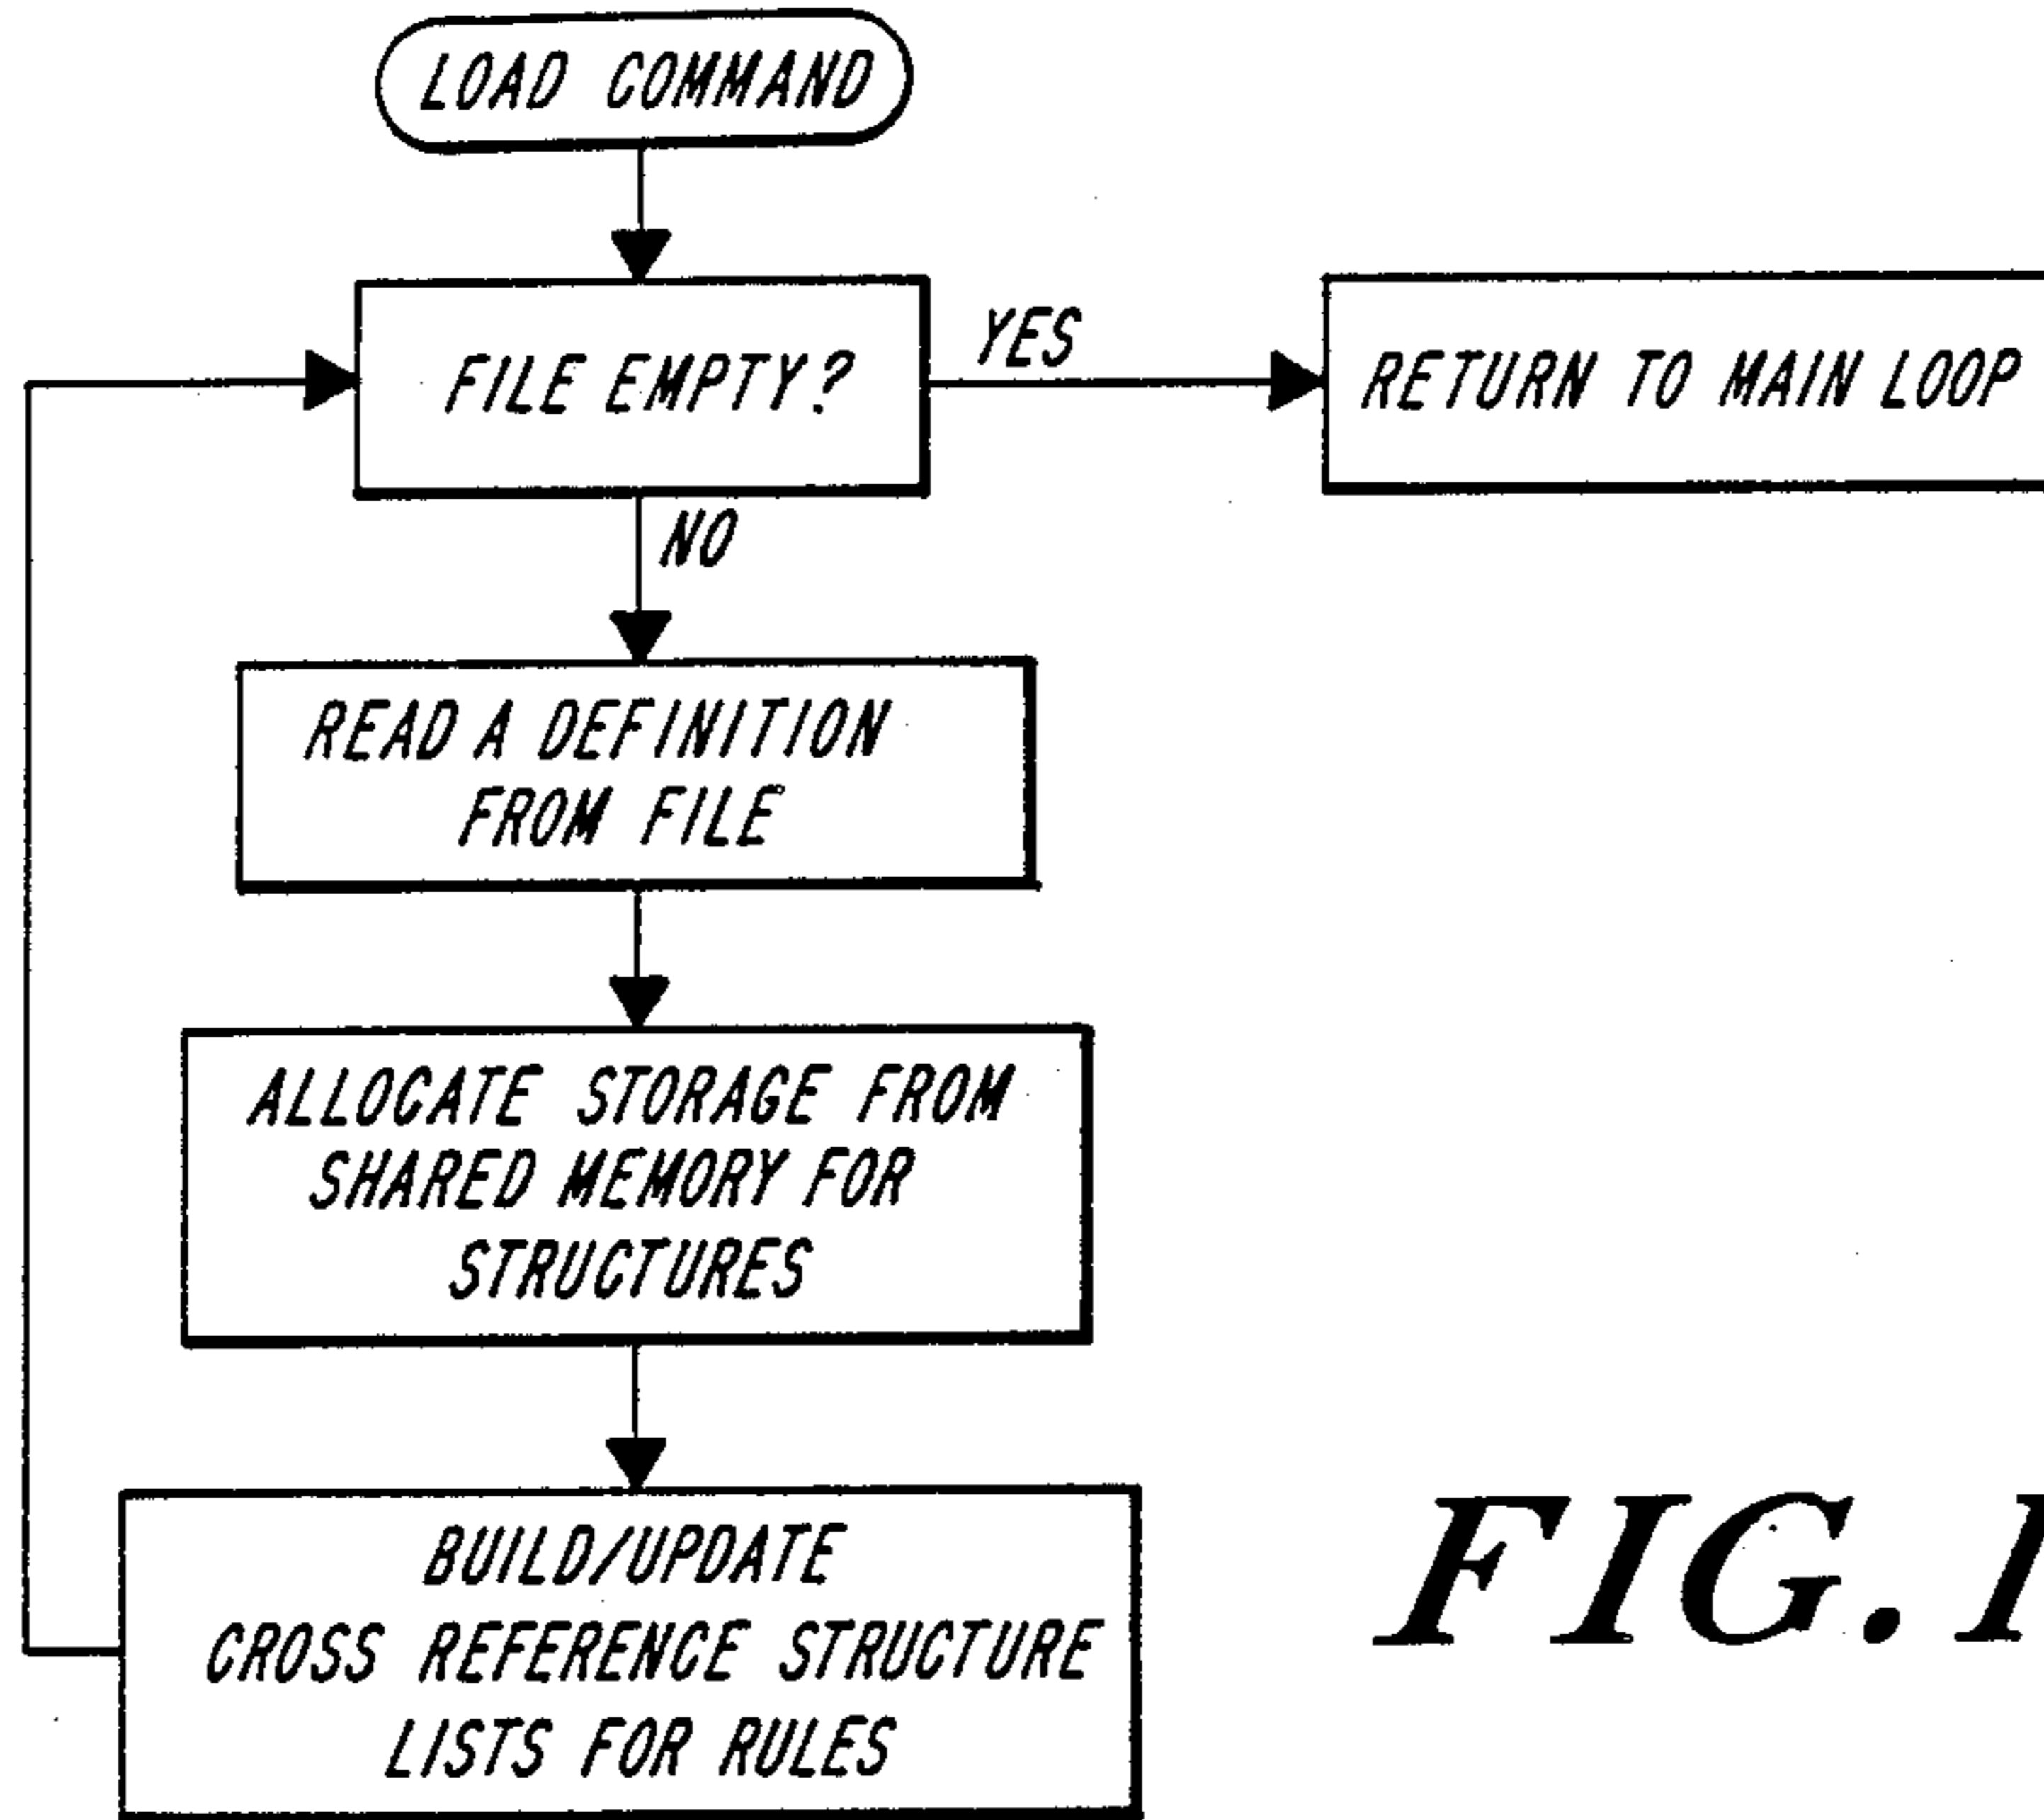 LOAD COMMAND
FILE EMPTY?
YES
RETURN TO MAIN LOOP
NO
READ A DEFINITION
FROM FILE
ALLOCATE STORAGE FROM
SHARED MEMORY FOR
STRUCTURES
BUILD/UPDATE
CROSS REFERENCE STRUCTURE
LISTS FOR RULES
FIG.